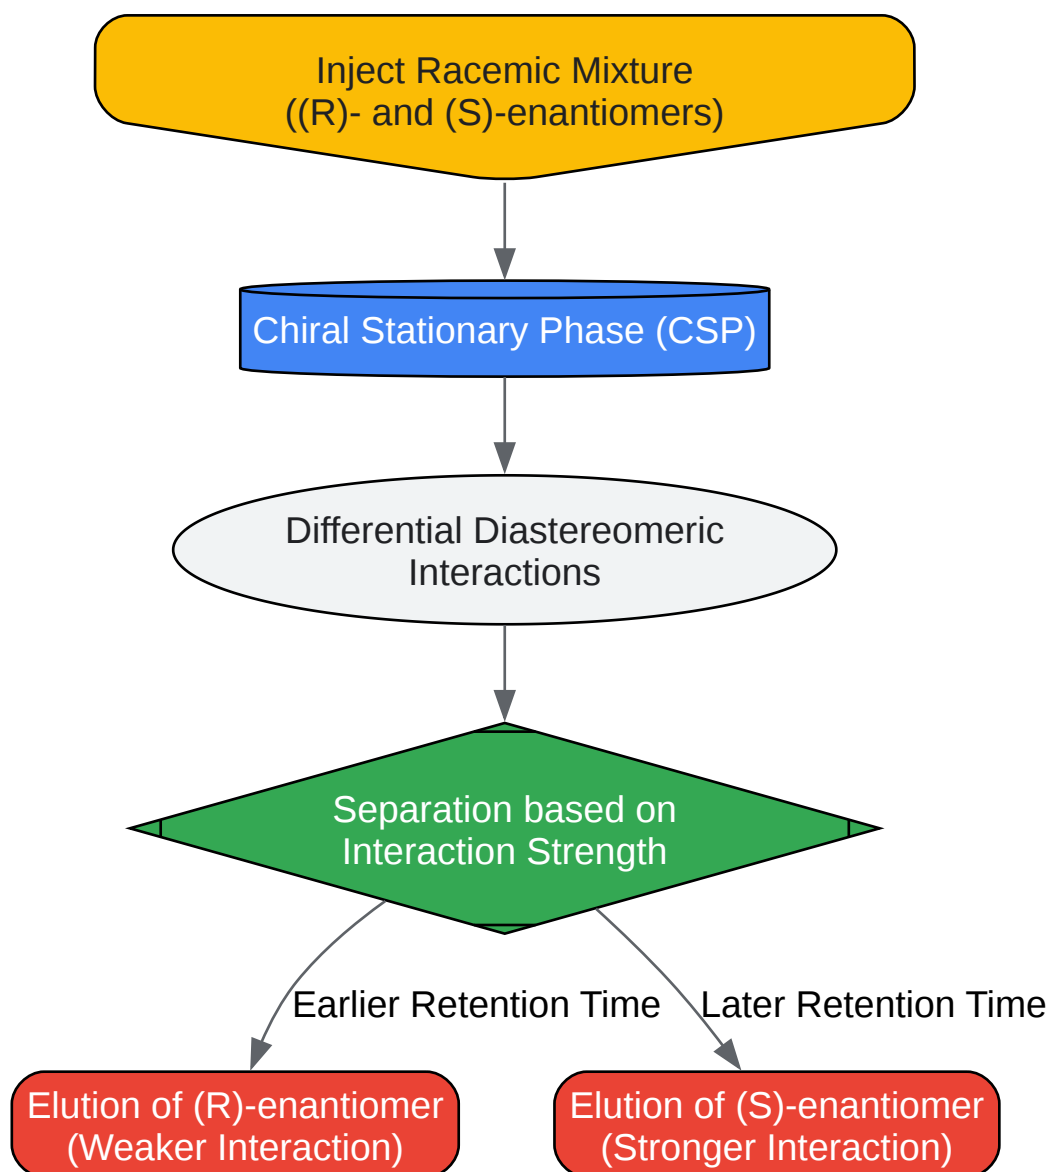 Inject Racemic Mixture
((R)- and (S)-enantiomers)
Chiral Stationary Phase (CSP)
Differential Diastereomeric
Interactions
Separation based on
Interaction Strength
Earlier Retention Time
Later Retention Time
Elution of (R)-enantiomer
(Weaker Interaction)
Elution of (S)-enantiomer
(Stronger Interaction)